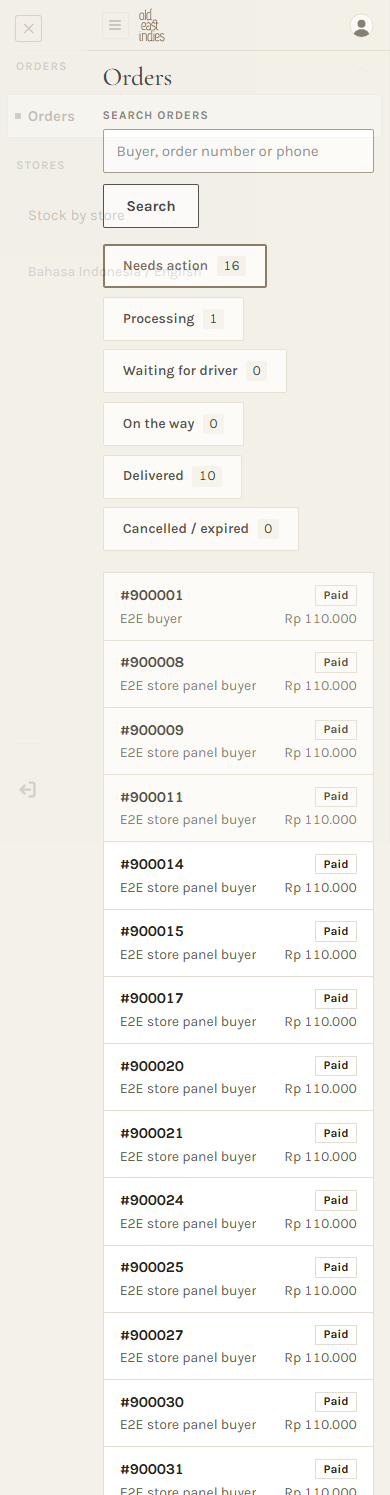 old
east
indies
ORDERS
Orders
Orders
SEARCH ORDERS
Buyer, order number or phone
STORES
Search
Stock by store
Needs action 16
Bahasa Indonesia / English
Processing 1
Waiting for driver 0
On the way 0
Delivered 10
Cancelled / expired 0
#900001 Paid
E2E buyer Rp 110.000
#900008 Paid
E2E store panel buyer Rp 110.000
#900009 Paid
E2E store panel buyer Rp 110.000
#900011 Paid
E2E store panel buyer Rp 110.000
#900014 Paid
E2E store panel buyer Rp 110.000
#900015 Paid
E2E store panel buyer Rp 110.000
#900017 Paid
E2E store panel buyer Rp 110.000
#900020 Paid
E2E store panel buyer Rp 110.000
#900021 Paid
E2E store panel buyer Rp 110.000
#900024 Paid
E2E store panel buyer Rp 110.000
#900025 Paid
E2E store panel buyer Rp 110.000
#900027 Paid
E2E store panel buyer Rp 110.000
#900030 Paid
E2E store panel buyer Rp 110.000
#900031 Paid
E2E store panel buyer Rp 110.000